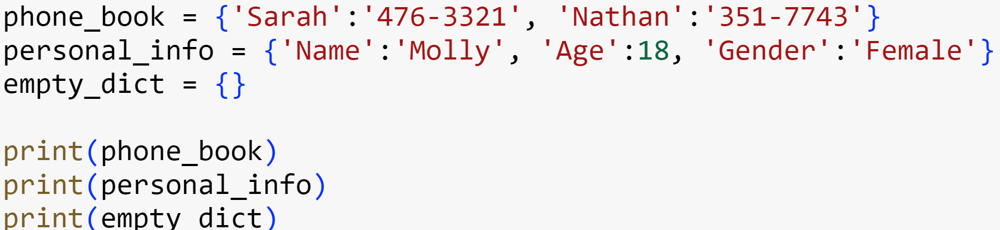 phone_book = {'Sarah':'476-3321', 'Nathan':'351-7743'}
personal_info = {'Name':'Molly', 'Age':18, 'Gender':'Female'}
empty_dict = {}
print(phone_book)
print(personal_info)
print(empty_dict)